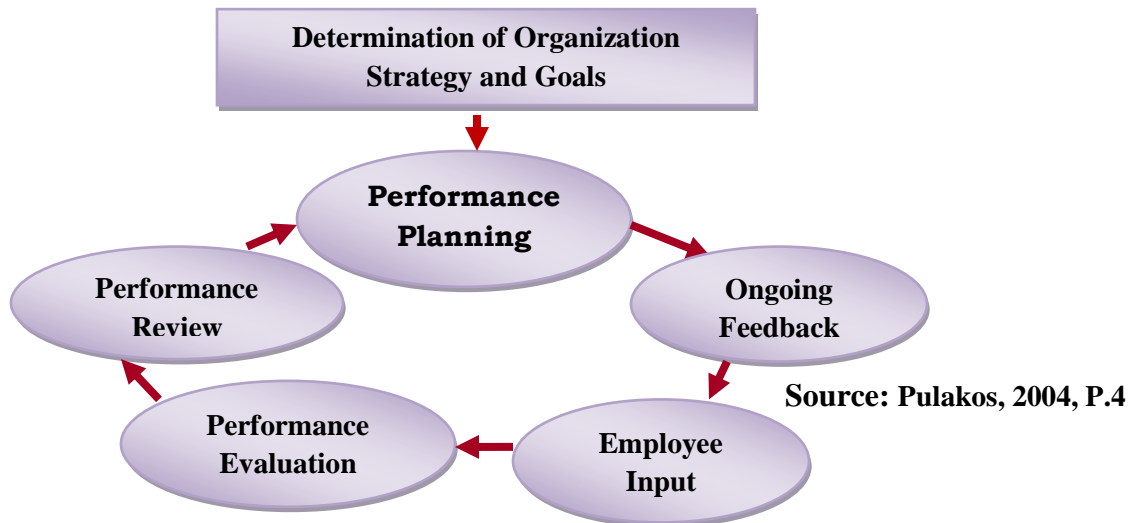 Determination of Organization
Strategy and Goals
Performance
Planning
Ongoing
Feedback
Source: Pulakos, 2004, P.4
Employee
Input
Performance
Evaluation
Performance
Review